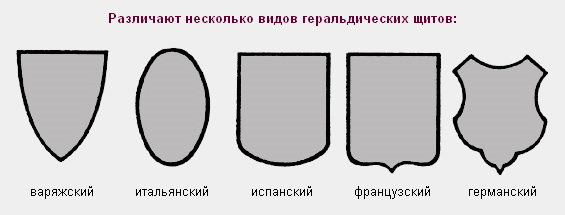 Различают несколько видов геральдических щитов:
варяжский итальянский испанский французский германский